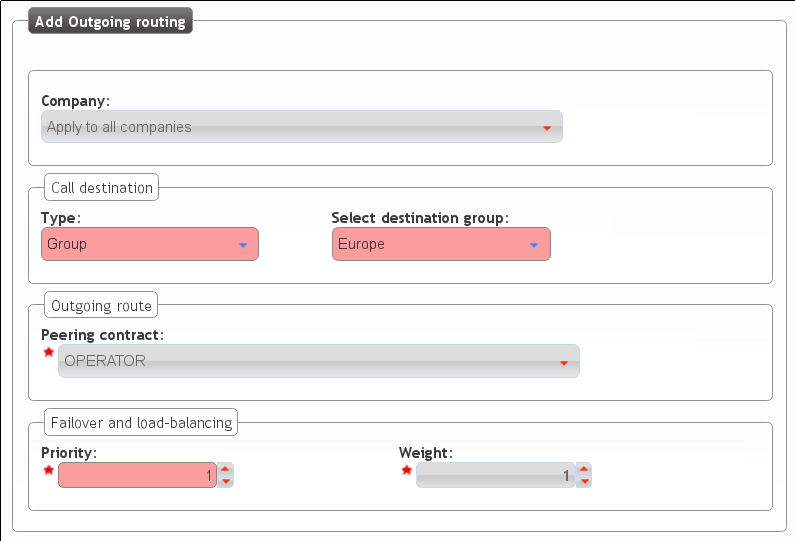 Add Outgoing routing
Company:
Apply to all companies
Call destination
Type: Select destination group:
Group Europe
Outgoing route
Peering contract:
OPERATOR
Failover and load-balancing
Priority: Weight:
1 1